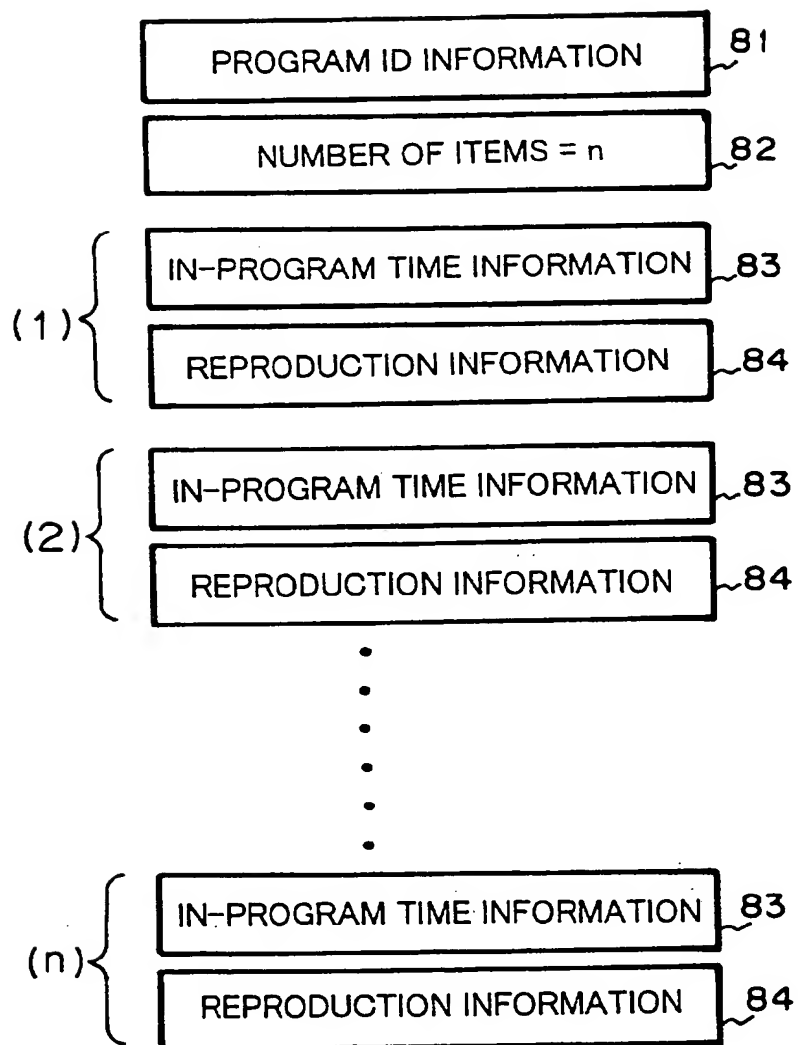 PROGRAM ID INFORMATION 81
NUMBER OF ITEMS = n 82
(1) IN-PROGRAM TIME INFORMATION 83
REPRODUCTION INFORMATION 84
(2) IN-PROGRAM TIME INFORMATION 83
REPRODUCTION INFORMATION 84
(n) IN-PROGRAM TIME INFORMATION 83
REPRODUCTION INFORMATION 84